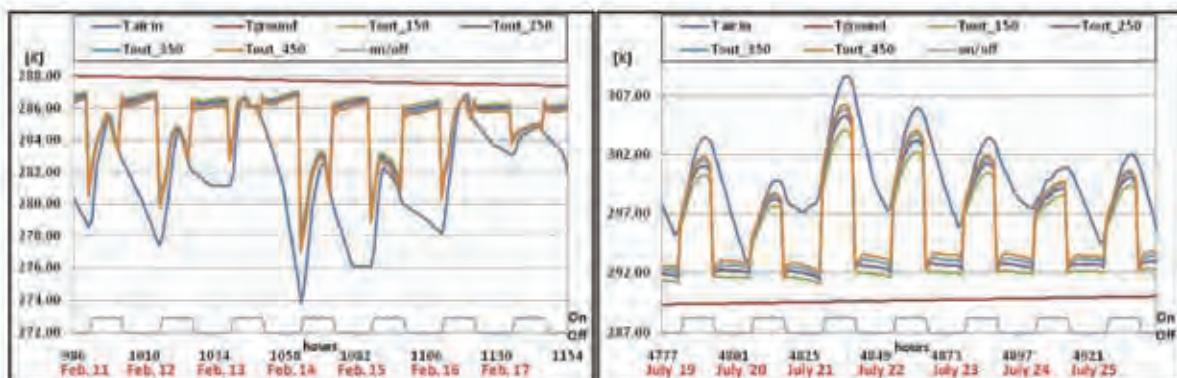 Tairin Tground Tout_150 Tout_250
Tout_350 Tout_450 on/off
[K]
288.00
286.00
284.00
282.00
280.00
278.00
276.00
274.00
272.00
On
Off
hours
986 1010 1034 1058 1082 1106 1130 1154
Feb. 11 Feb. 12 Feb. 13 Feb. 14 Feb. 15 Feb. 16 Feb. 17
Tairin Tground Tout_150 Tout_250
Tout_350 Tout_450 on/off
[K]
307.00
302.00
297.00
292.00
287.00
On
Off
hours
4777 4801 4825 4849 4873 4897 4921
July 19 July 20 July 21 July 22 July 23 July 24 July 25